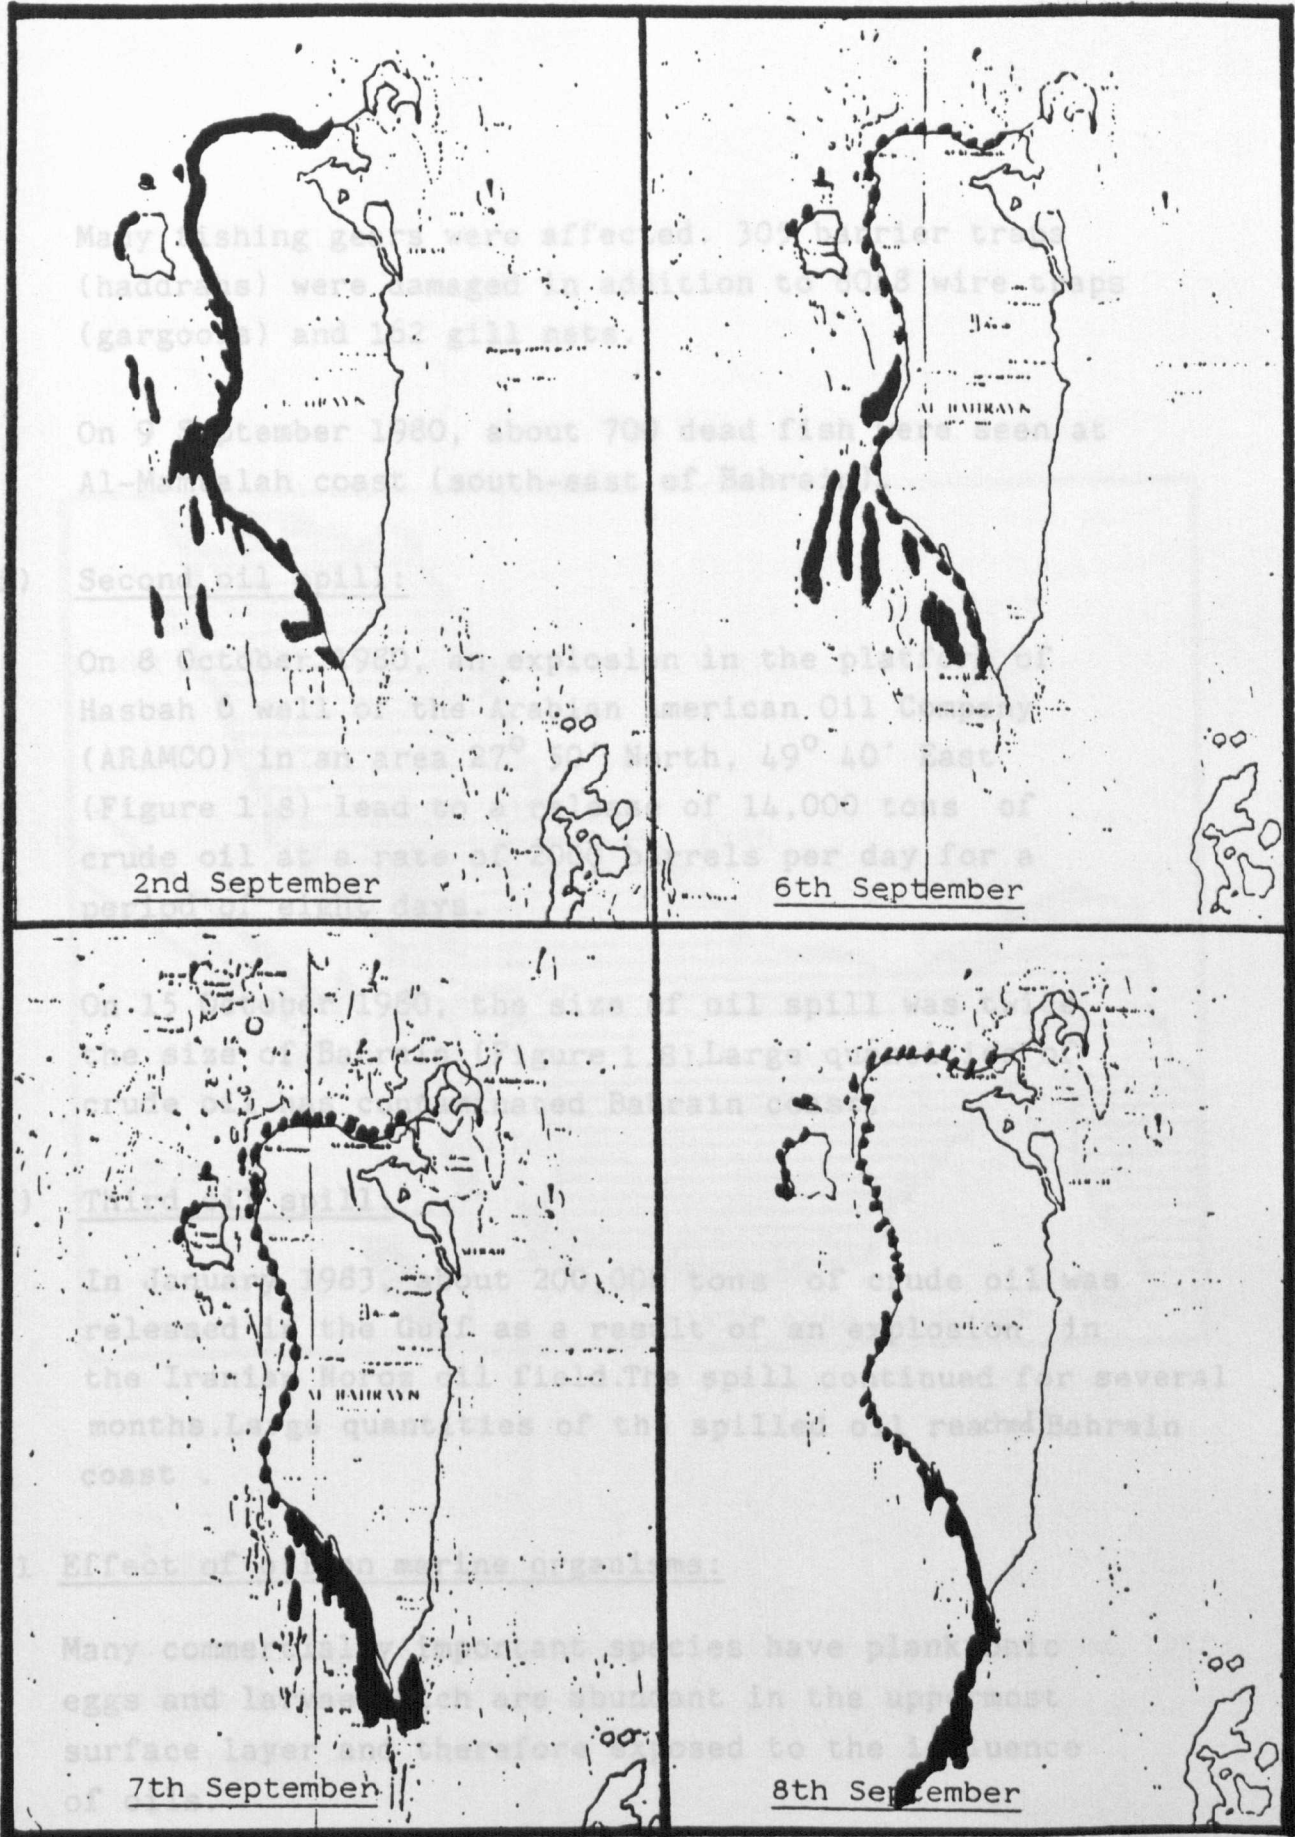 2nd September
6th September
AL BAHRAYN
7th September
AL BAHRAYN
8th September
Many fishing gears were affected. 305 barrier traps
(haddrahs) were damaged in addition to wire traps
(gargoors) and 162 gill nets.
On 9 September 1980, about 700 dead fish were seen at
coast (south-east of Bahrain).
Second oil spill:
On 8 October 1980, an explosion in the platform of
Hasbah 6 well of the Arabian American Oil Company
(ARAMCO) in an area 27° 50' North, 49° 40' East
(Figure 1.8) lead to a release of 14,000 tons of
crude oil at a rate of barrels per day for a
period of eight days.
On 15 October 1980, the size of oil spill was twice
the size of Bahrain (Figure 1.8).Large quantities of
crude oil was contaminated Bahrain coast.
Third oil spill:
In January 1983, about 200,000 tons of crude oil was
released in the Gulf as a result of an explosion in
the Iranian Noroz oil field.The spill continued for several
months.Large quantities of the spilled oil reached Bahrain
coast .
Effect of oil on marine organisms:
Many commercially important species have planktonic
eggs and larvae which are abundant in the uppermost
surface layer and therefore exposed to the influence
of oils.